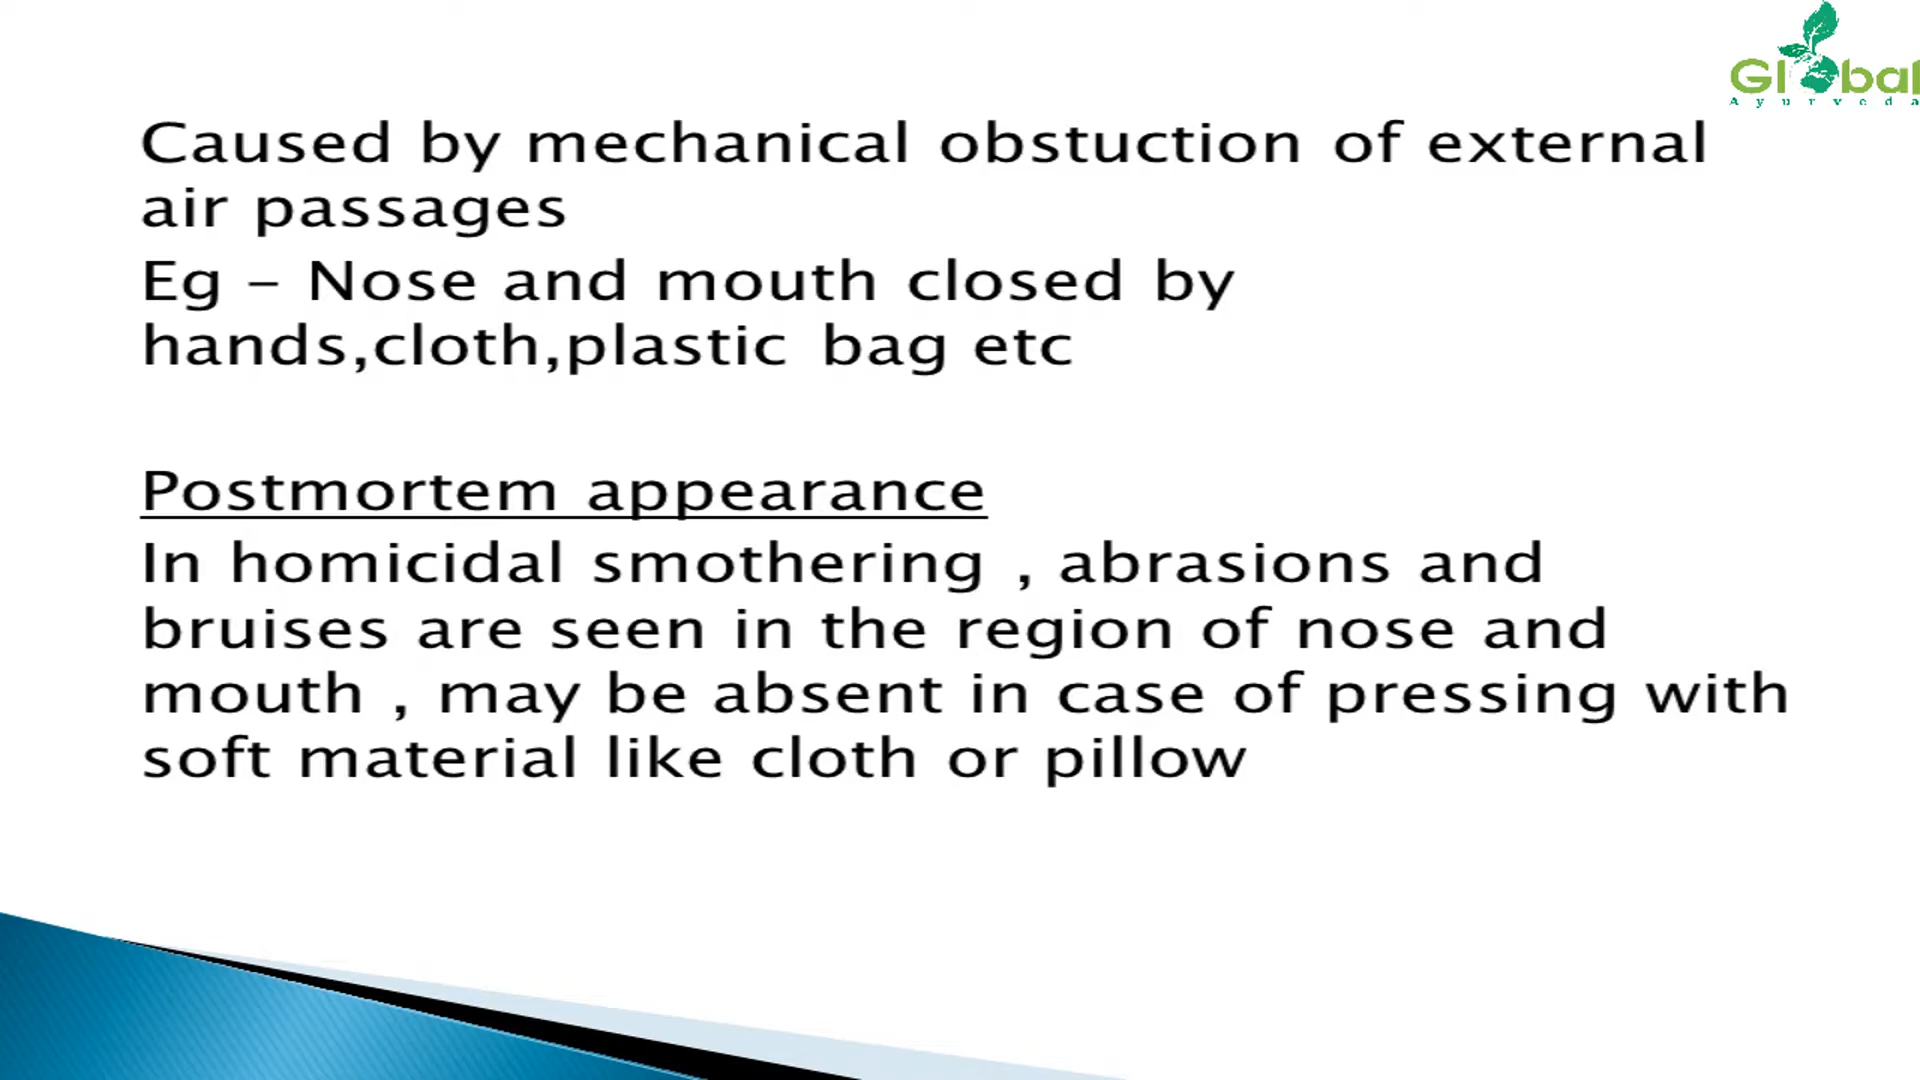 Global
Ayurveda
Caused by mechanical obstuction of external
air passages
Eg – Nose and mouth closed by
hands,cloth,plastic bag etc
Postmortem appearance
In homicidal smothering , abrasions and
bruises are seen in the region of nose and
mouth , may be absent in case of pressing with
soft material like cloth or pillow